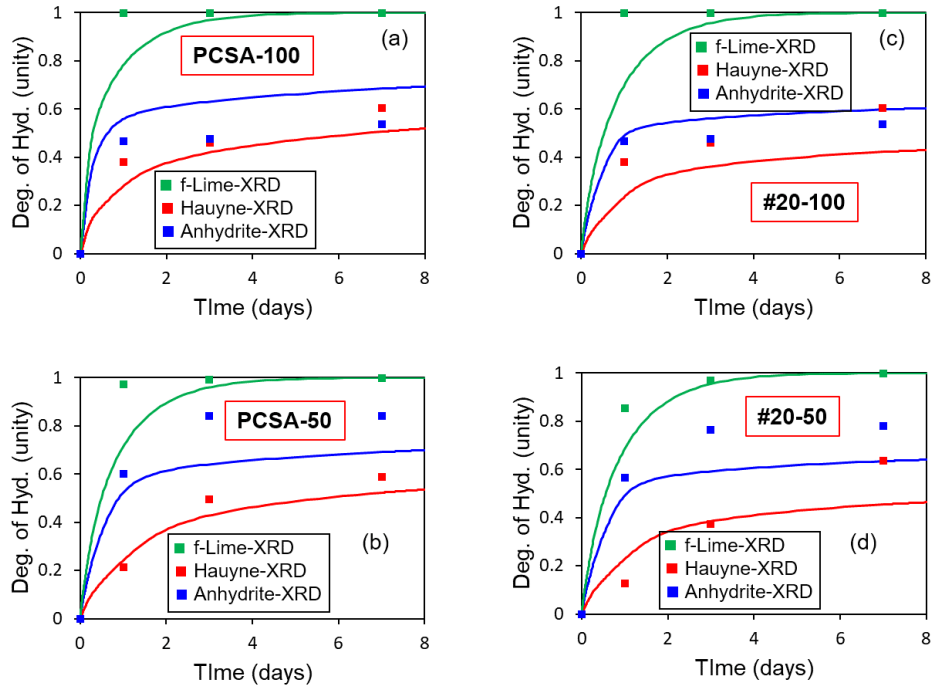 Deg. of Hyd. (unity)
1
0.8
0.6
0.4
0.2
0
(a)
PCSA-100
f-Lime-XRD
Hauyne-XRD
Anhydrite-XRD
0 2 4 6 8
TIme (days)
Deg. of Hyd. (unity)
1
0.8
0.6
0.4
0.2
0
(c)
f-Lime-XRD
Hauyne-XRD
Anhydrite-XRD
#20-100
0 2 4 6 8
TIme (days)
Deg. of Hyd. (unity)
1
0.8
0.6
0.4
0.2
0
PCSA-50
f-Lime-XRD
Hauyne-XRD
Anhydrite-XRD
(b)
0 2 4 6 8
TIme (days)
Deg. of Hyd. (unity)
1
0.8
0.6
0.4
0.2
0
#20-50
f-Lime-XRD
Hauyne-XRD
Anhydrite-XRD
(d)
0 2 4 6 8
TIme (days)